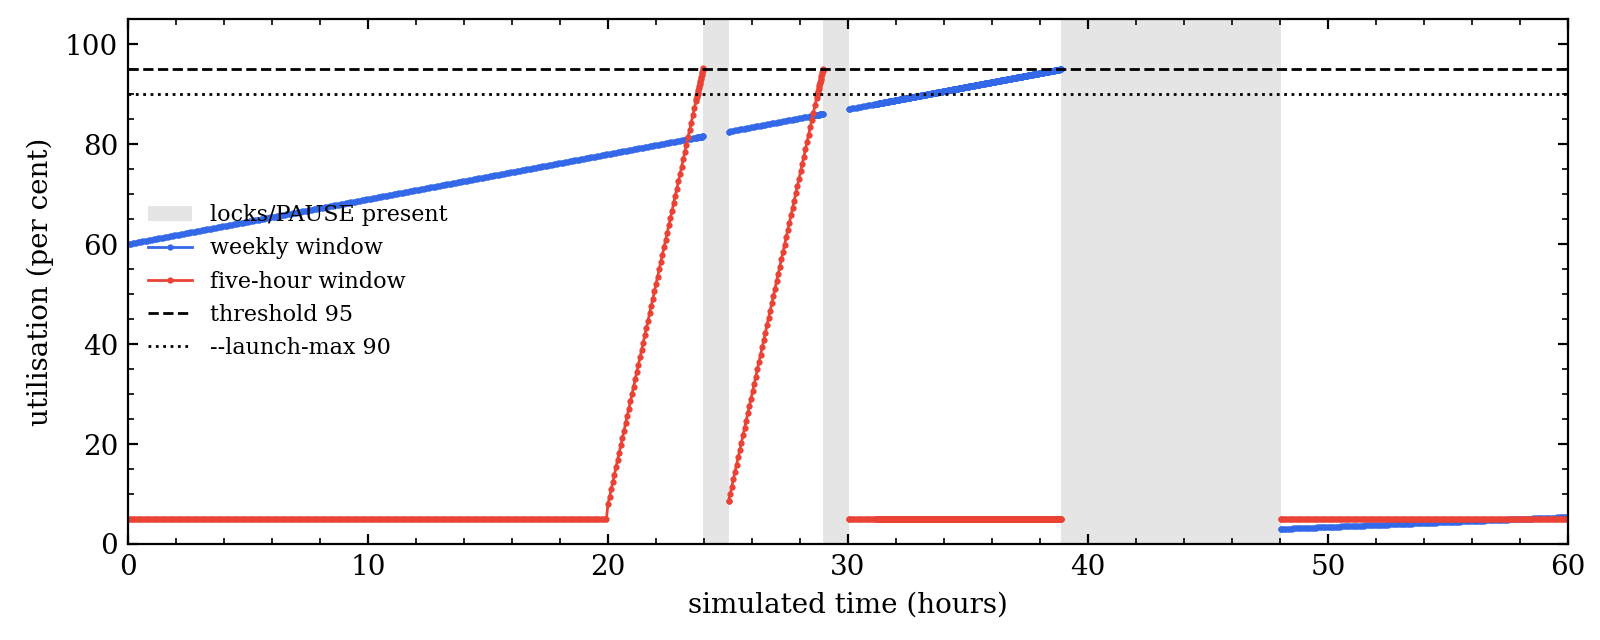 100
80
60
40
20
0
utilisation (per cent)
locks/PAUSE present
weekly window
five-hour window
threshold 95
--launch-max 90
0 10 20 30 40 50 60
simulated time (hours)